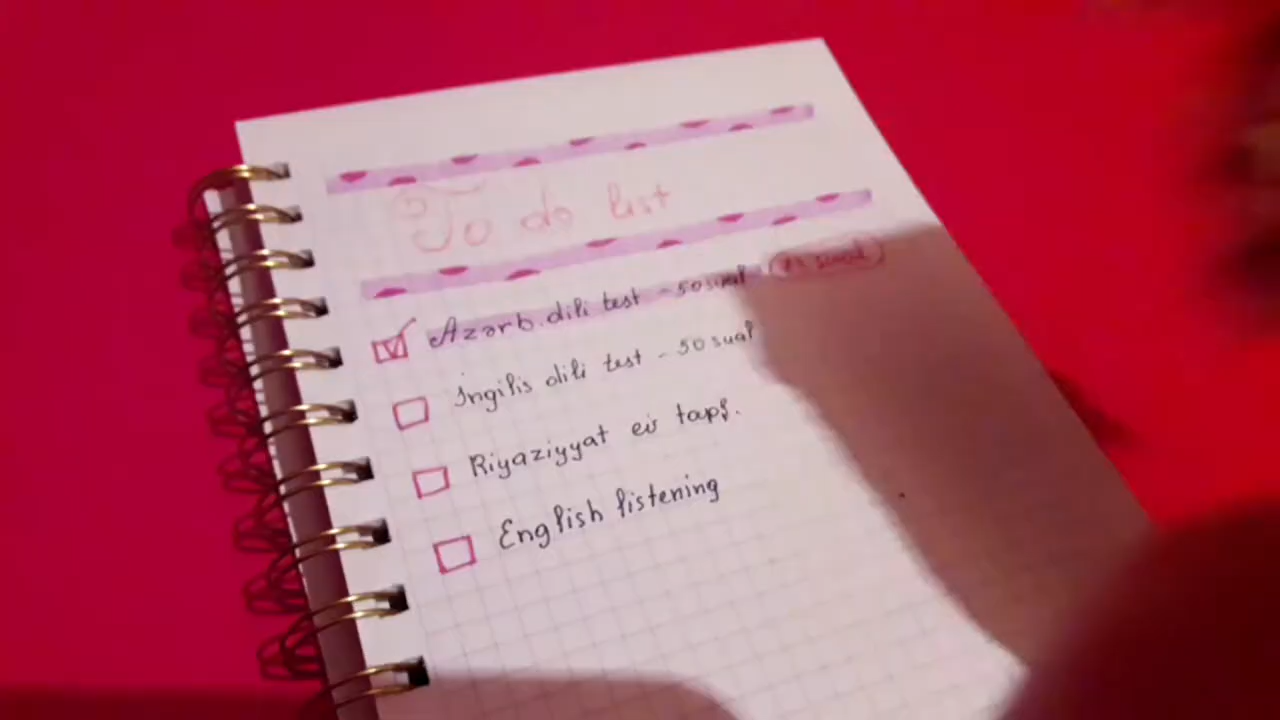 To do list
Azərb.dili test - 50 sual
İngilis dili test - 50 sual
Riyaziyyat ev tapş.
English listening